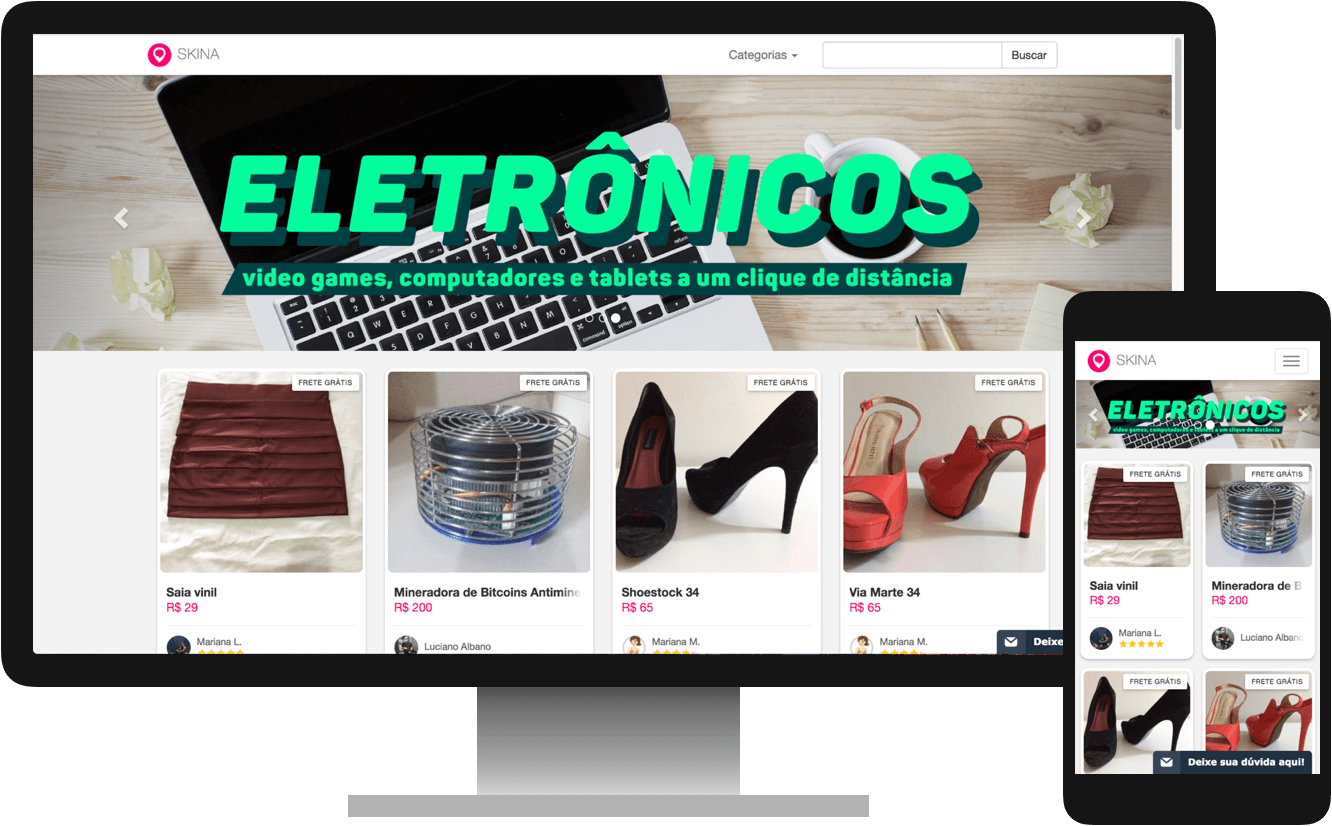 SKINA
Categorias
Buscar
ELETRÔNICOS
video games, computadores e tablets a um clique de distância
FRETE GRÁTIS
FRETE GRÁTIS
FRETE GRÁTIS
FRETE GRÁTIS
Saia vinil
R$ 29
Mineradora de Bitcoins Antimine
R$ 200
Shoestock 34
R$ 65
Via Marte 34
R$ 65
Mariana L.
Luciano Albano
Mariana M.
Mariana M.
Deixe
SKINA
ELETRÔNICOS
video games, computadores e tablets a um clique de distância
FRETE GRÁTIS
FRETE GRÁTIS
Saia vinil
R$ 29
Mineradora de B
R$ 200
Mariana L.
Luciano Albano
FRETE GRÁTIS
FRETE GRÁTIS
Deixe sua dúvida aqui!